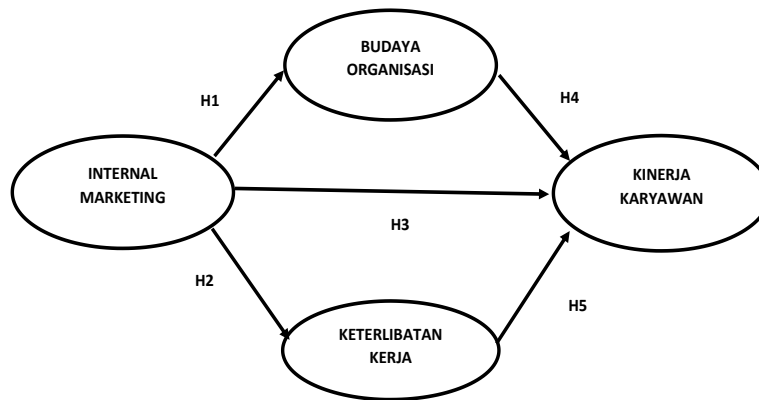 BUDAYA
ORGANISASI
H1
H4
INTERNAL
MARKETING
KINERJA
KARYAWAN
H3
H2
H5
KETERLIBATAN
KERJA